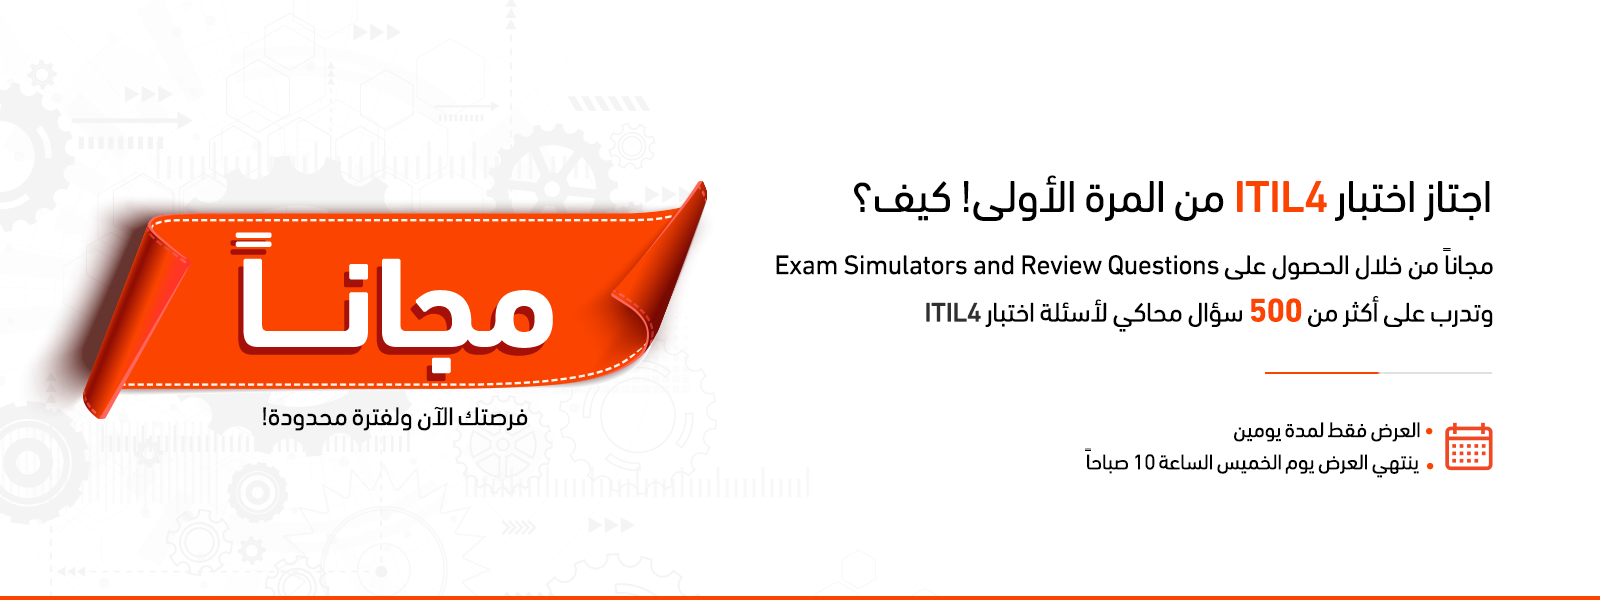 اجتاز اختبار ITIL4 من المرة الأولى! كيف؟
مجاناً من خلال الحصول على Exam Simulators and Review Questions
وتدرب على أكثر من 500 سؤال محاكي لأسئلة اختبار ITIL4
العرض فقط لمدة يومين
ينتهي العرض يوم الخميس الساعة 10 صباحاً
مجانـــاً
فرصتك الآن ولفترة محدودة!